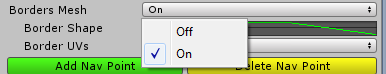 Borders Mesh On
Border Shape Off
Border UVs On
Add Nav Point Delete Nav Point